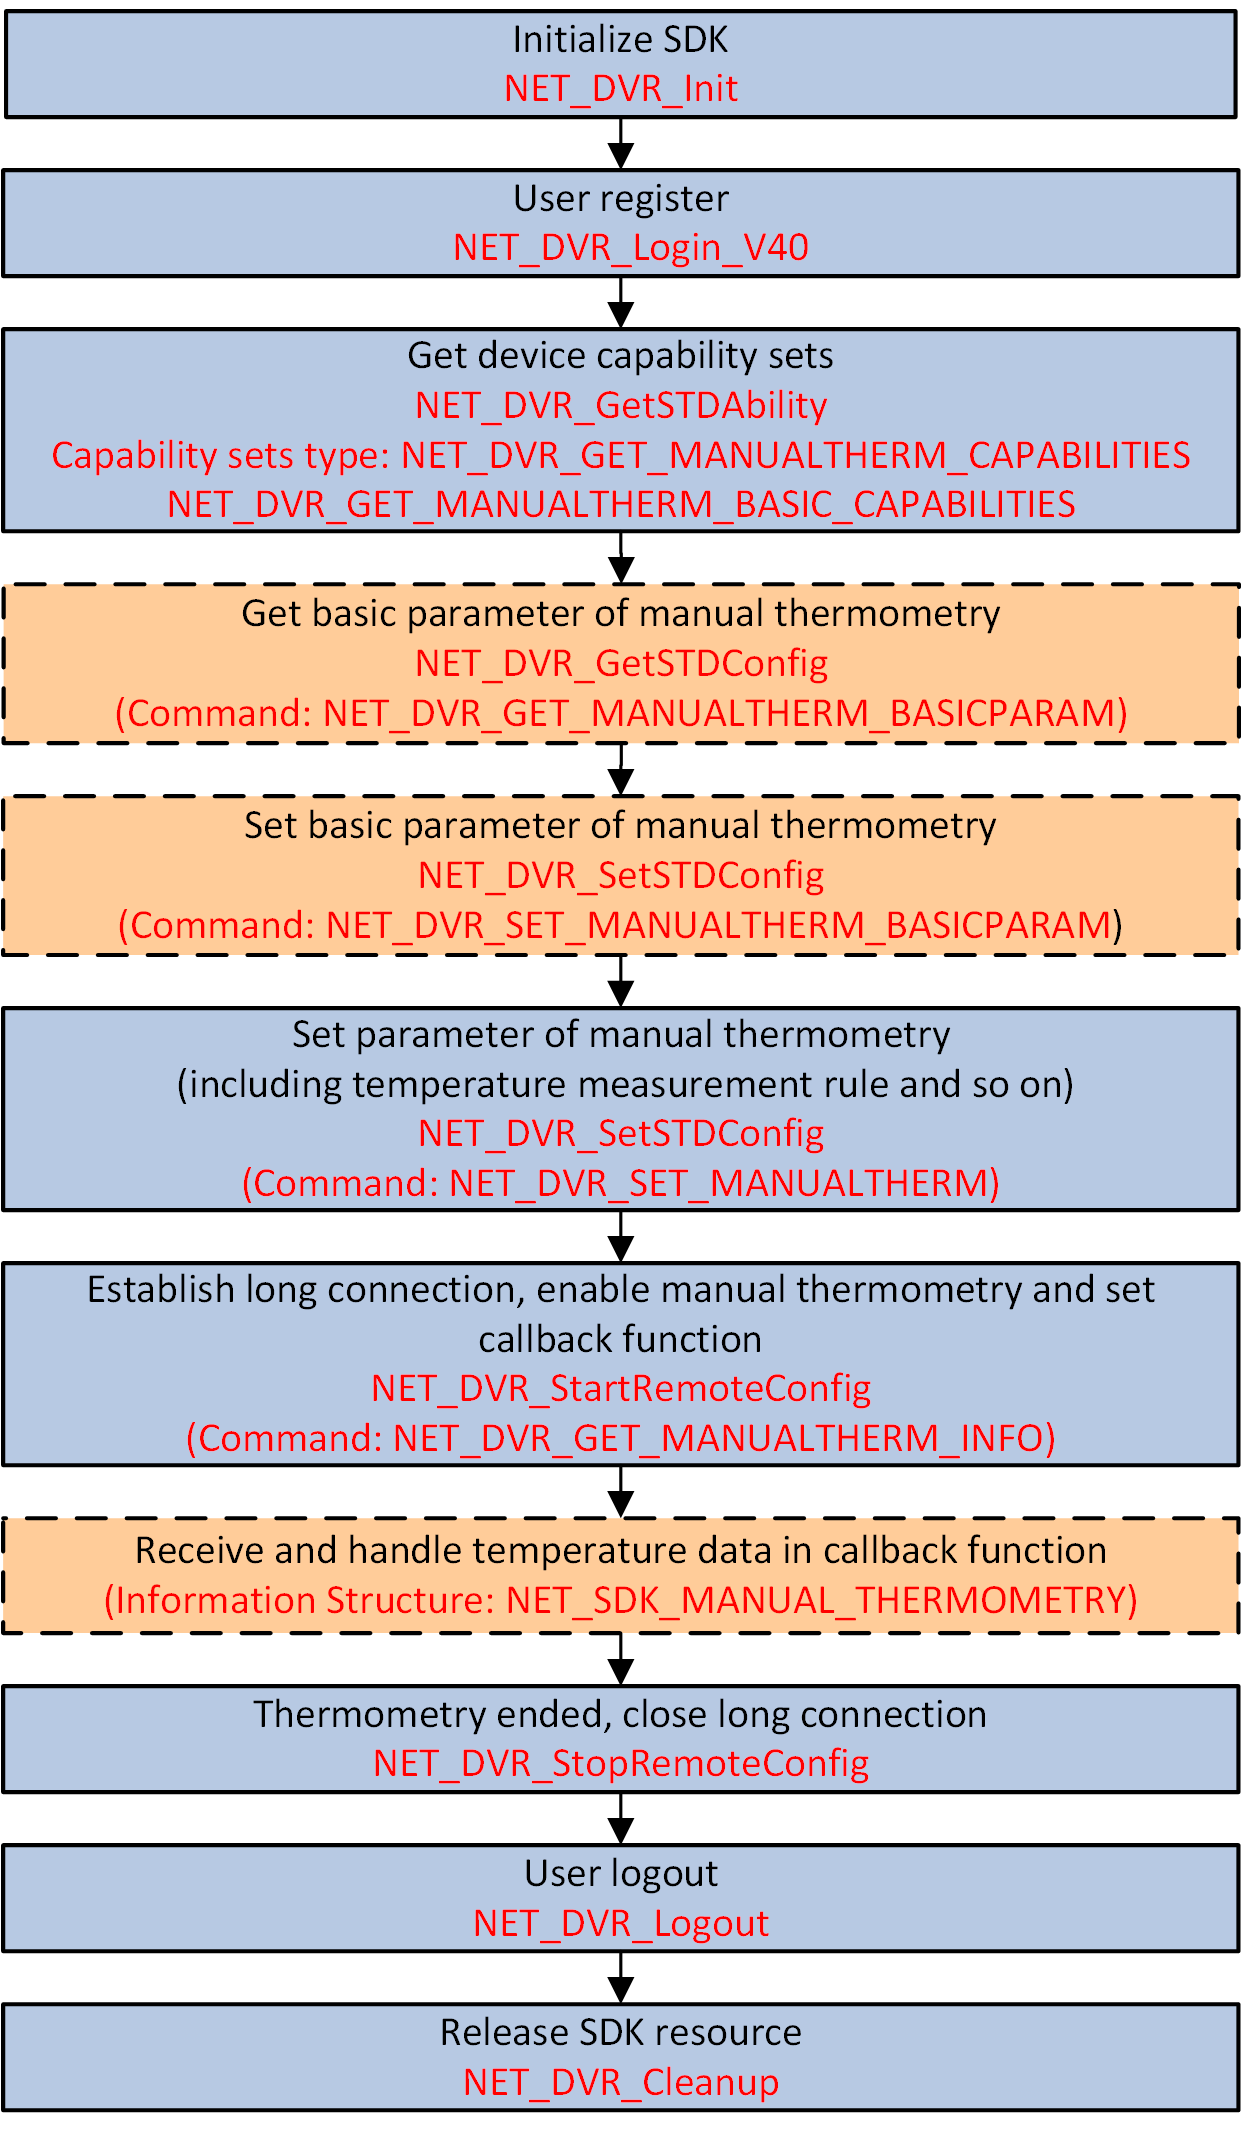 Initialize SDK
NET_DVR_Init
User register
NET_DVR_Login_V40
Get device capability sets
NET_DVR_GetSTDAbility
Capability sets type: NET_DVR_GET_MANUALTHERM_CAPABILITIES
NET_DVR_GET_MANUALTHERM_BASIC_CAPABILITIES
Get basic parameter of manual thermometry
NET_DVR_GetSTDConfig
(Command: NET_DVR_GET_MANUALTHERM_BASICPARAM)
Set basic parameter of manual thermometry
NET_DVR_SetSTDConfig
(Command: NET_DVR_SET_MANUALTHERM_BASICPARAM)
Set parameter of manual thermometry
(including temperature measurement rule and so on)
NET_DVR_SetSTDConfig
(Command: NET_DVR_SET_MANUALTHERM)
Establish long connection, enable manual thermometry and set
callback function
NET_DVR_StartRemoteConfig
(Command: NET_DVR_GET_MANUALTHERM_INFO)
Receive and handle temperature data in callback function
(Information Structure: NET_SDK_MANUAL_THERMOMETRY)
Thermometry ended, close long connection
NET_DVR_StopRemoteConfig
User logout
NET_DVR_Logout
Release SDK resource
NET_DVR_Cleanup